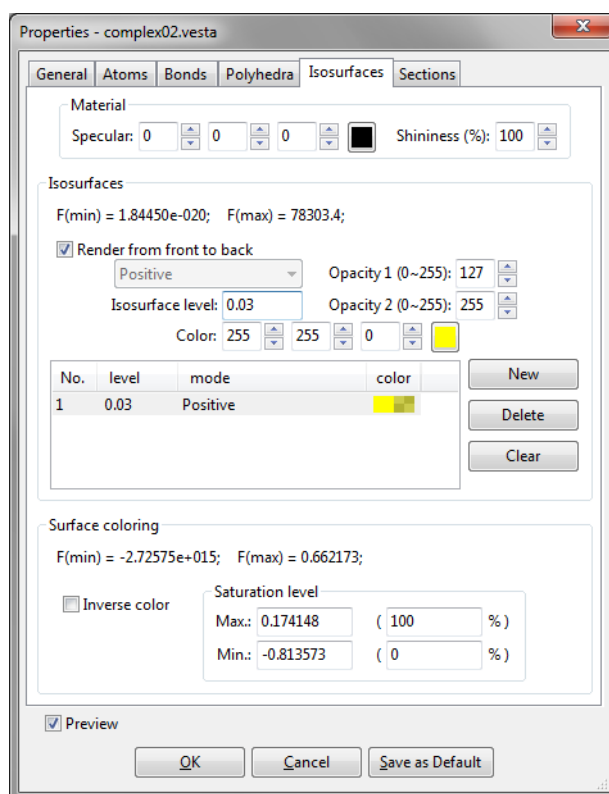 Properties - complex02.vesta
General Atoms Bonds Polyhedra Isosurfaces Sections
Material
Specular: 0 0 0 Shininess (%): 100
Isosurfaces
F(min) = 1.84450e-020; F(max) = 78303.4;
Render from front to back
Positive Opacity 1 (0~255): 127
Isosurface level: 0.03 Opacity 2 (0~255): 255
Color: 255 255 0
No. level mode color New
1 0.03 Positive
Delete
Clear
Surface coloring
F(min) = -2.72575e+015; F(max) = 0.662173;
Saturation level
Inverse color
Max.: 0.174148 ( 100 % )
Min.: -0.813573 ( 0 % )
Preview
OK Cancel Save as Default